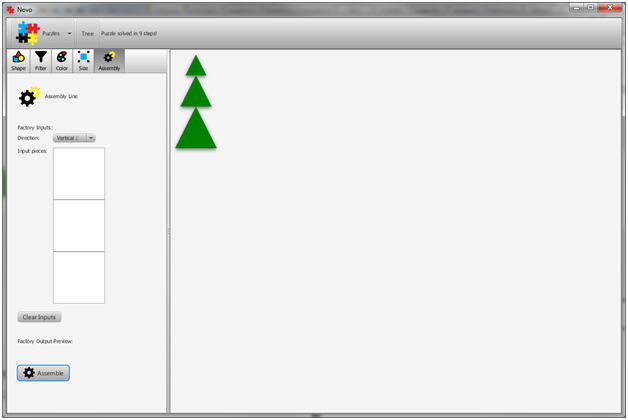 Novo
Puzzles
Tree
Puzzle solved in 9 steps!
Shape
Filter
Color
Size
Assembly
Assembly Line
Factory Inputs:
Direction:
Vertical (
Input pieces:
Clear Inputs
Factory Output Preview:
Assemble